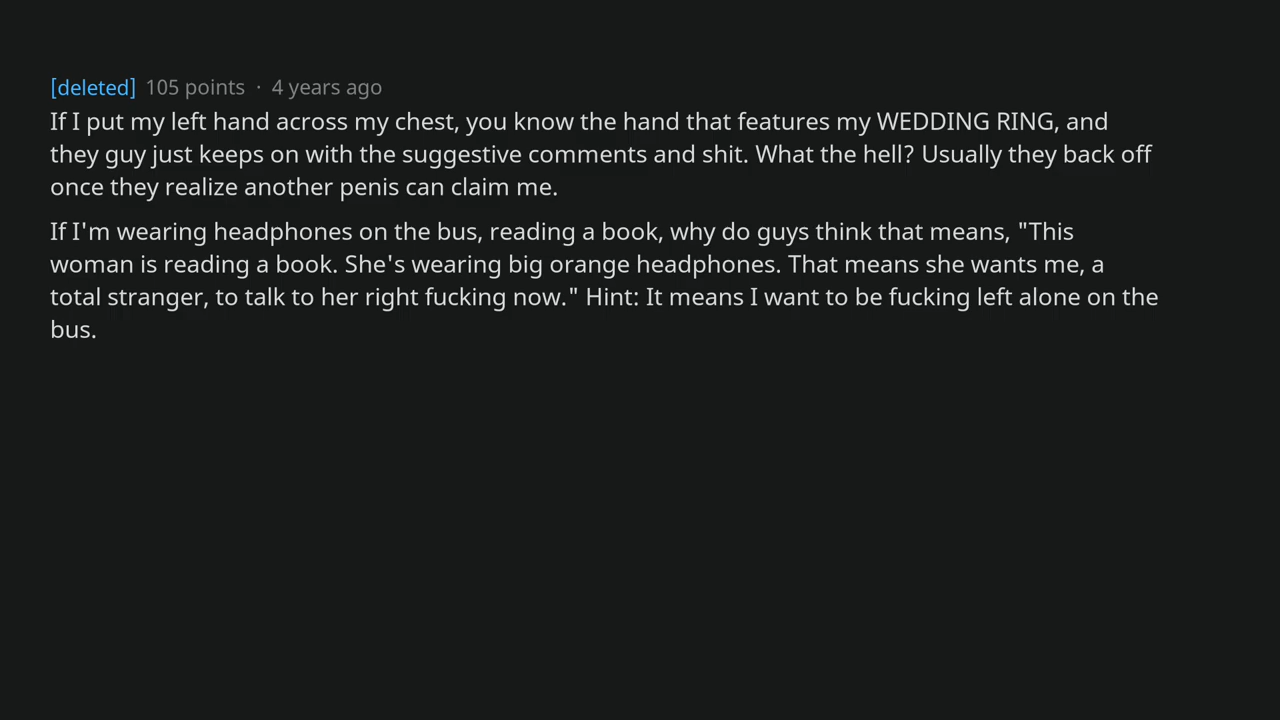 [deleted] 105 points · 4 years ago
If I put my left hand across my chest, you know the hand that features my WEDDING RING, and
they guy just keeps on with the suggestive comments and shit. What the hell? Usually they back off
once they realize another penis can claim me.
If I'm wearing headphones on the bus, reading a book, why do guys think that means, "This
woman is reading a book. She's wearing big orange headphones. That means she wants me, a
total stranger, to talk to her right fucking now." Hint: It means I want to be fucking left alone on the
bus.